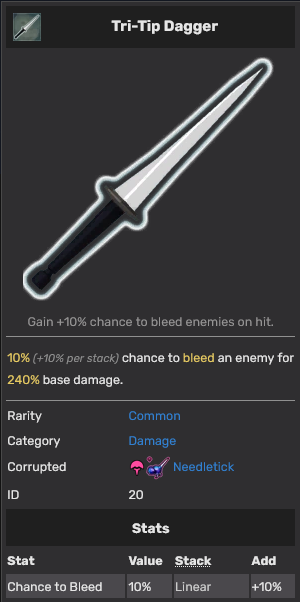 Tri-Tip Dagger
Gain +10% chance to bleed enemies on hit.
10% (+10% per stack) chance to bleed an enemy for
240% base damage.
Rarity Common
Category Damage
Corrupted Needletick
ID 20
Stats
Stat Value Stack Add
Chance to Bleed 10% Linear +10%